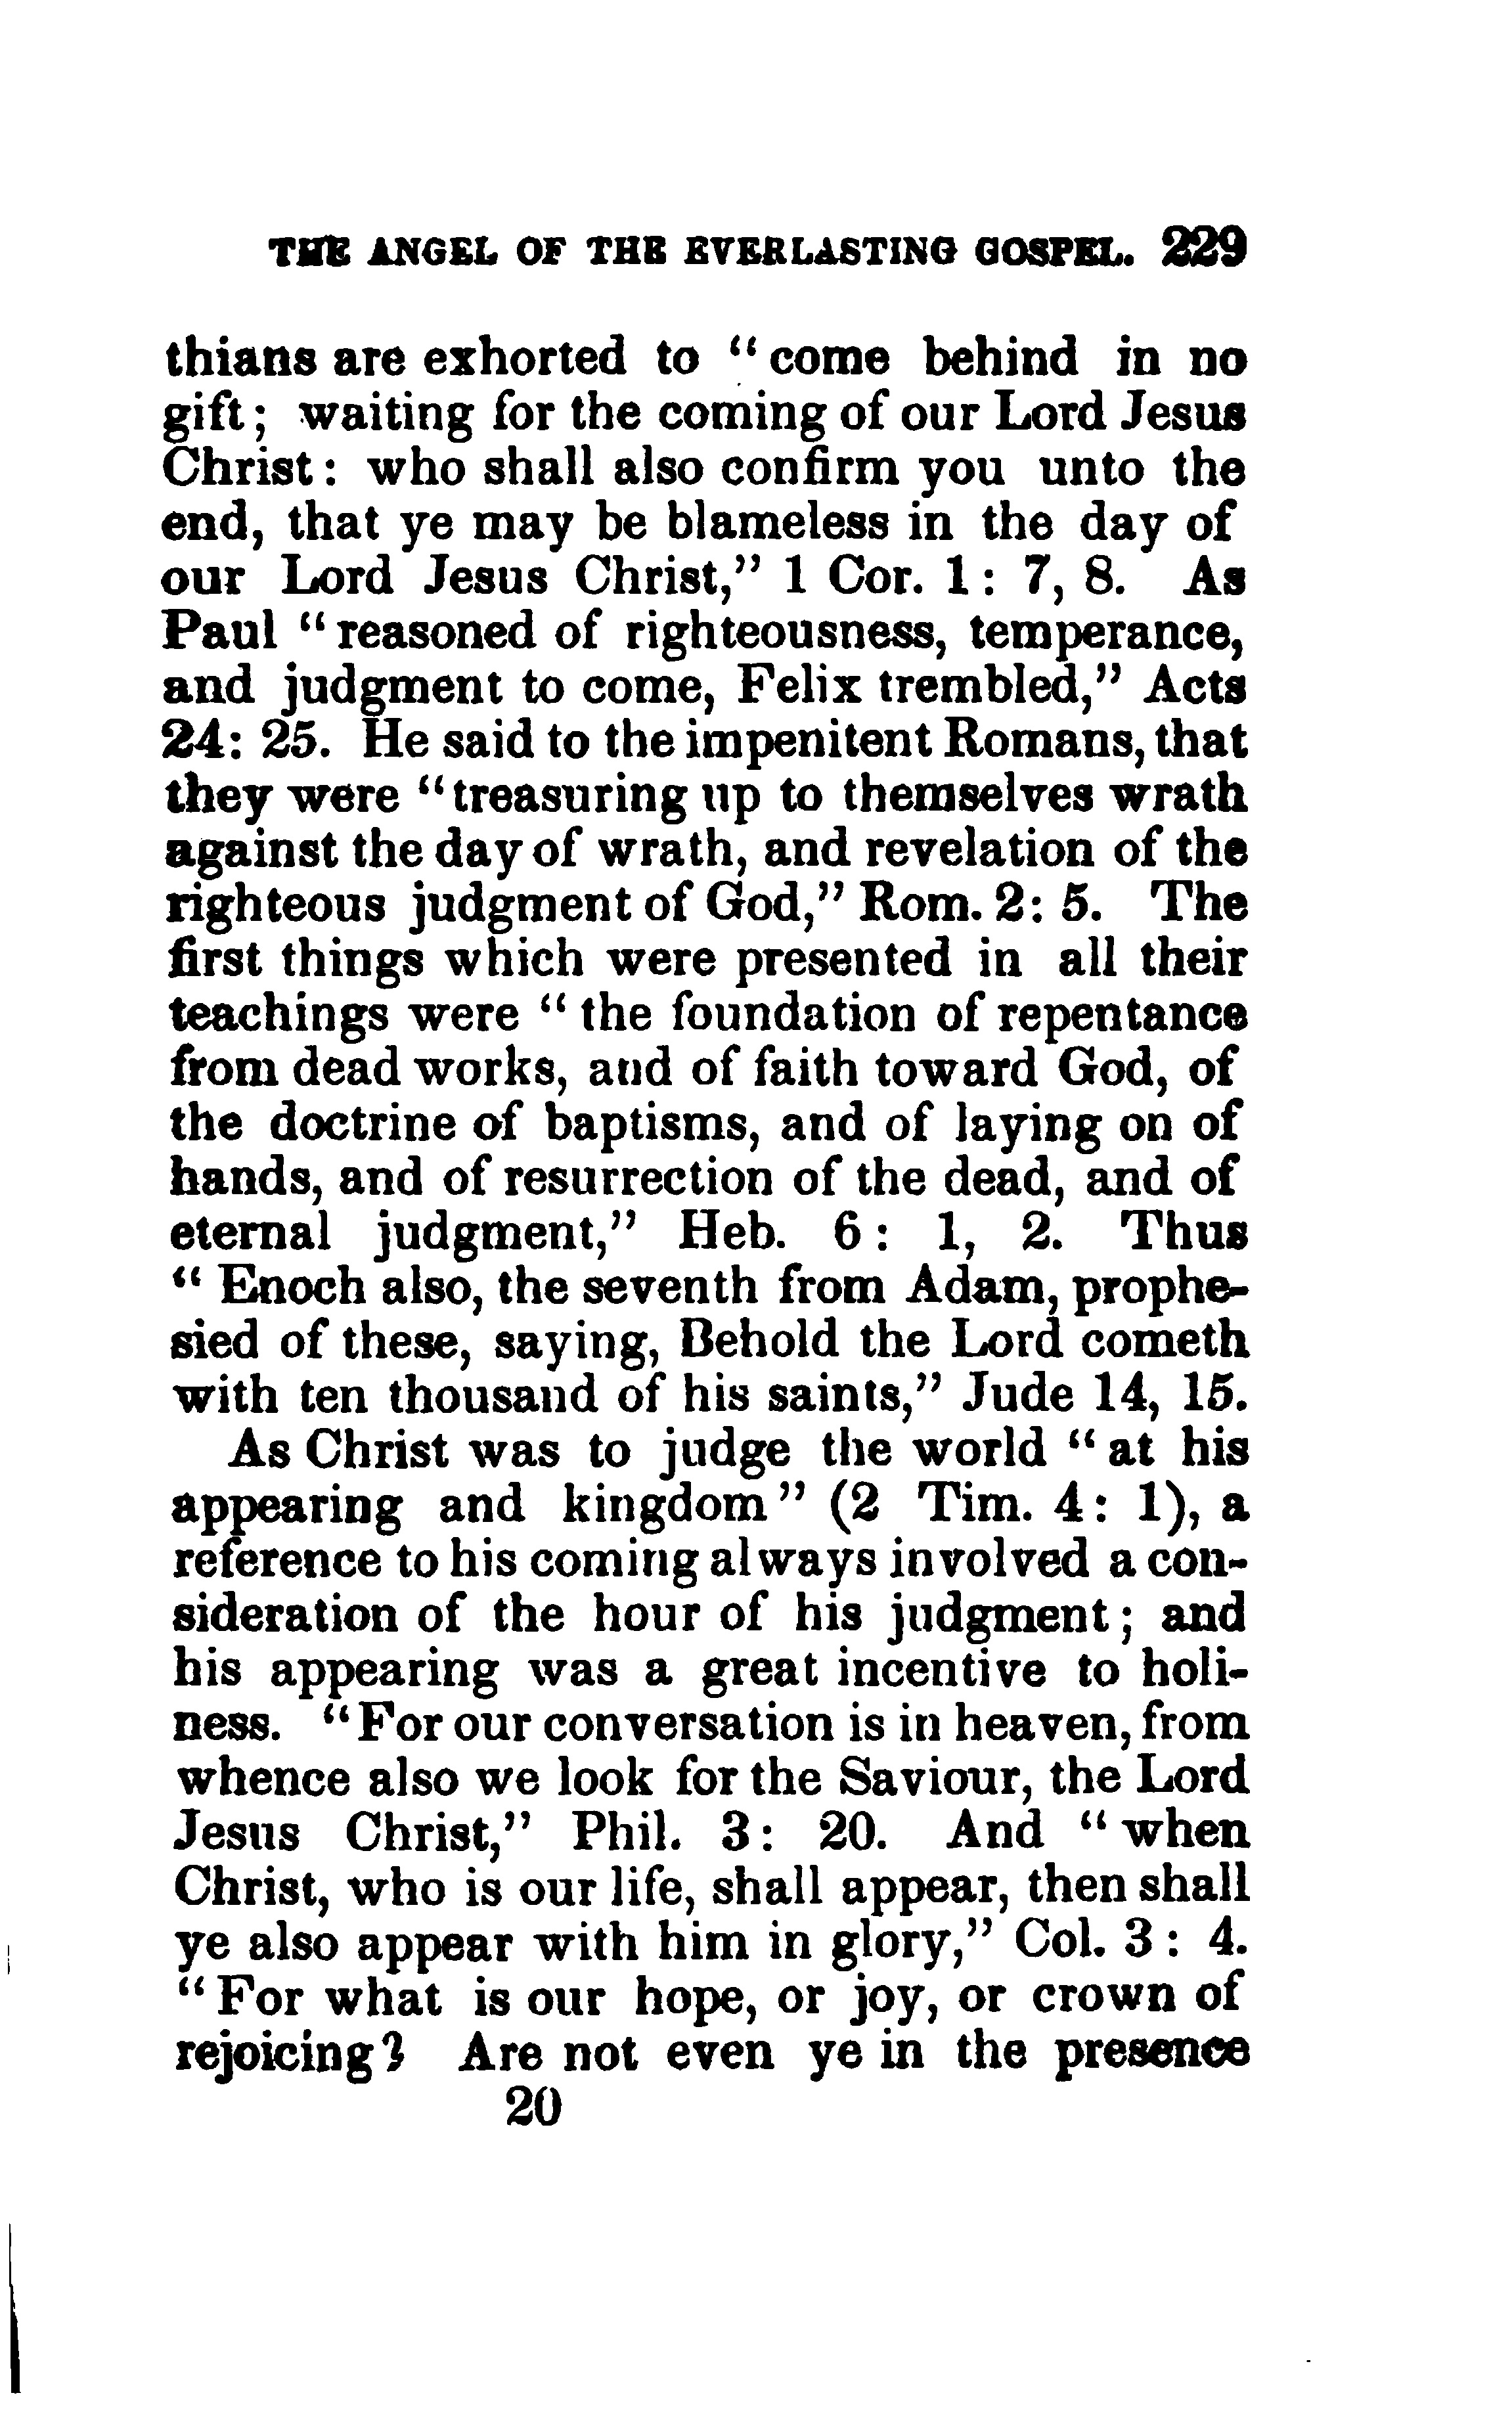 THE ANGEL OF THE EVERLASTING GOSPEL. 229
thians are exhorted to “come behind in no
gift; waiting for the coming of our Lord Jesus
Christ: who shall also confirm you unto the
end, that ye may be blameless in the day of
our Lord Jesus Christ,” 1 Cor. 1: 7, 8. As
Paul “reasoned of righteousness, temperance,
and judgment to come, Felix trembled,” Acts
24: 25. He said to the impenitent Romans, that
they were “treasuring up to themselves wrath
against the day of wrath, and revelation of the
righteous judgment of God,” Rom. 2: 5. The
first things which were presented in all their
teachings were “the foundation of repentance
from dead works, and of faith toward God, of
the doctrine of baptisms, and of laying on of
hands, and of resurrection of the dead, and of
eternal judgment,” Heb. 6: 1, 2. Thus
“Enoch also, the seventh from Adam, prophe-
sied of these, saying, Behold the Lord cometh
with ten thousand of his saints,” Jude 14, 15.
As Christ was to judge the world “at his
appearing and kingdom” (2 Tim. 4: 1), a
reference to his coming always involved a con-
sideration of the hour of his judgment; and
his appearing was a great incentive to holi-
ness. “For our conversation is in heaven, from
whence also we look for the Saviour, the Lord
Jesus Christ,” Phil. 3: 20. And “when
Christ, who is our life, shall appear, then shall
ye also appear with him in glory,” Col. 3: 4.
“For what is our hope, or joy, or crown of
rejoicing? Are not even ye in the presence
20